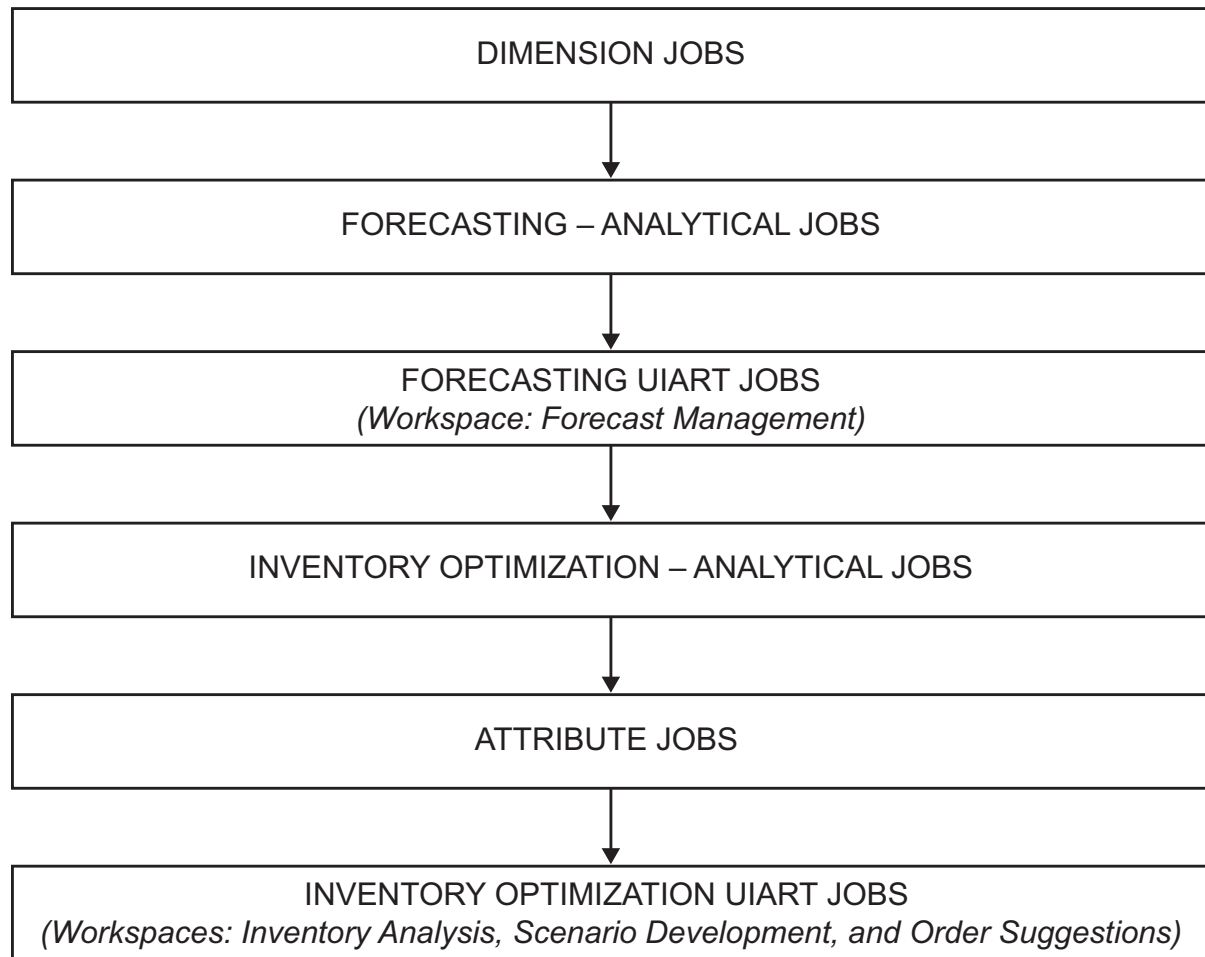 DIMENSION JOBS
FORECASTING – ANALYTICAL JOBS
FORECASTING UIART JOBS
(Workspace: Forecast Management)
INVENTORY OPTIMIZATION – ANALYTICAL JOBS
ATTRIBUTE JOBS
INVENTORY OPTIMIZATION UIART JOBS
(Workspaces: Inventory Analysis, Scenario Development, and Order Suggestions)